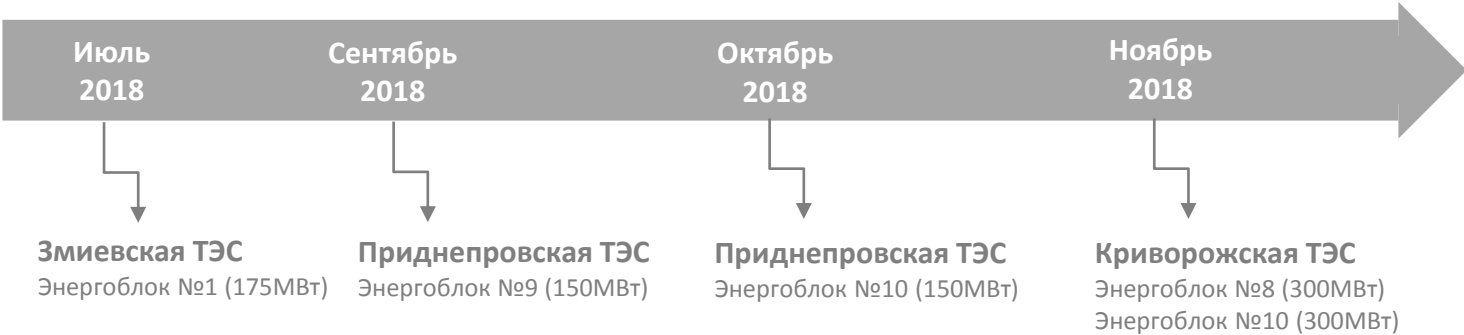 Июль
2018
Сентябрь
2018
Октябрь
2018
Ноябрь
2018
Змиевская ТЭС
Энергоблок №1 (175МВт)
Приднепровская ТЭС
Энергоблок №9 (150МВт)
Приднепровская ТЭС
Энергоблок №10 (150МВт)
Криворожская ТЭС
Энергоблок №8 (300МВт)
Энергоблок №10 (300МВт)